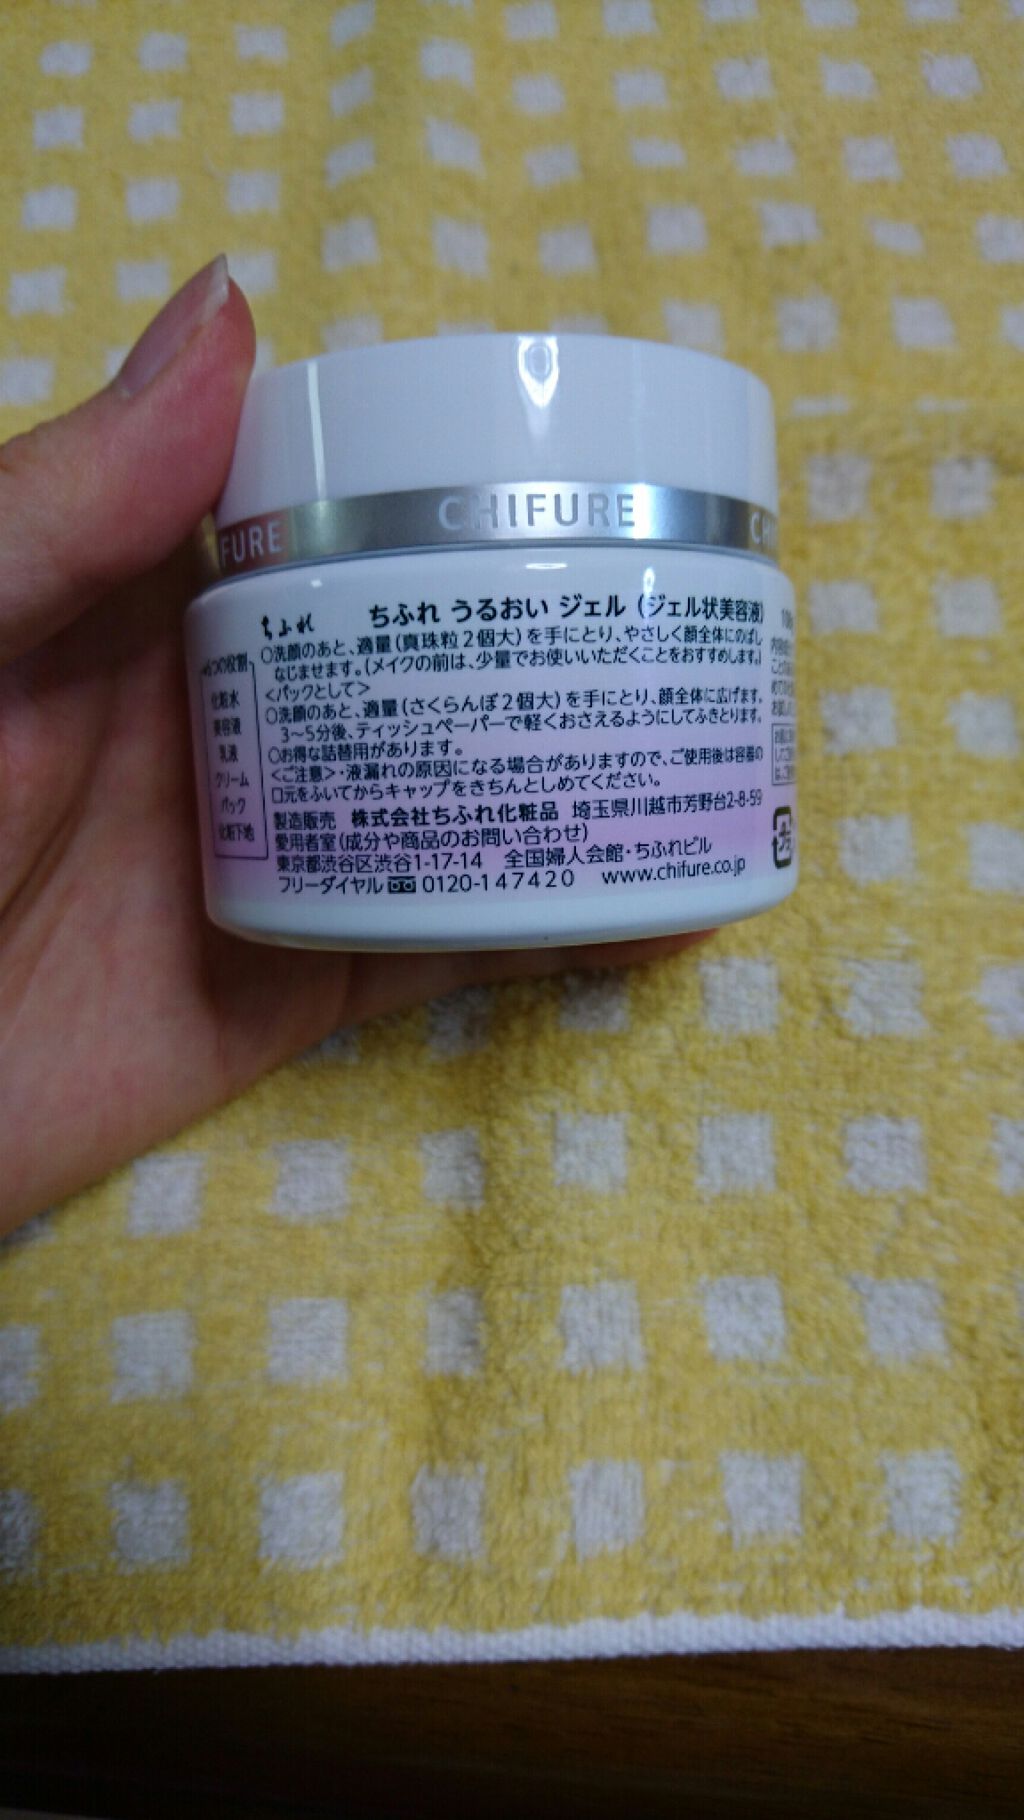 CHIFURE
FURE
ちふれ
ちふれ うるおい ジェル (ジェル状美容液)
○洗顔のあと、適量(真珠粒2個大)を手にとり、やさしく顔全体にのばし
なじませます。(メイクの前は、少量でお使いいただくことをおすすめします。)
<パックとして>
○洗顔のあと、適量(さくらんぼ2個大)を手にとり、顔全体に広げます。
3〜5分後、ティッシュペーパーで軽くおさえるようにしてふきとります。
○お得な詰替用があります。
<ご注意>・液漏れの原因になる場合がありますので、ご使用後は容器の
口元をふいてからキャップをきちんとしめてください。
製造販売 株式会社ちふれ化粧品 埼玉県川越市芳野台2-8-59
愛用者室(成分や商品のお問い合わせ)
東京都渋谷区渋谷1-17-14 全国婦人会館・ちふれビル
フリーダイヤル 0120-147420 www.chifure.co.jp
つの役割
化粧水
美容液
乳液
クリーム
パック
化粧下地